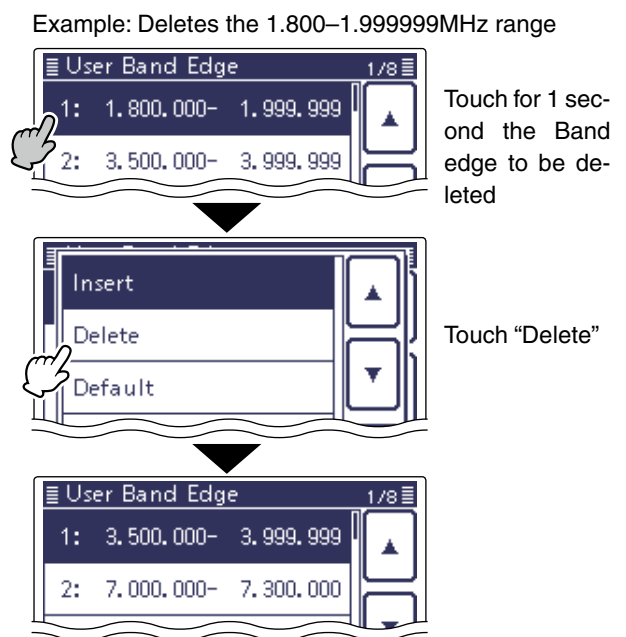 Example: Deletes the 1.800–1.999999MHz range
User Band Edge 1/8
1: 1.800.000– 1.999.999
2: 3.500.000– 3.999.999
Touch for 1 sec-
ond the Band
edge to be de-
leted
Insert
Delete
Default
Touch “Delete”
User Band Edge 1/8
1: 3.500.000– 3.999.999
2: 7.000.000– 7.300.000